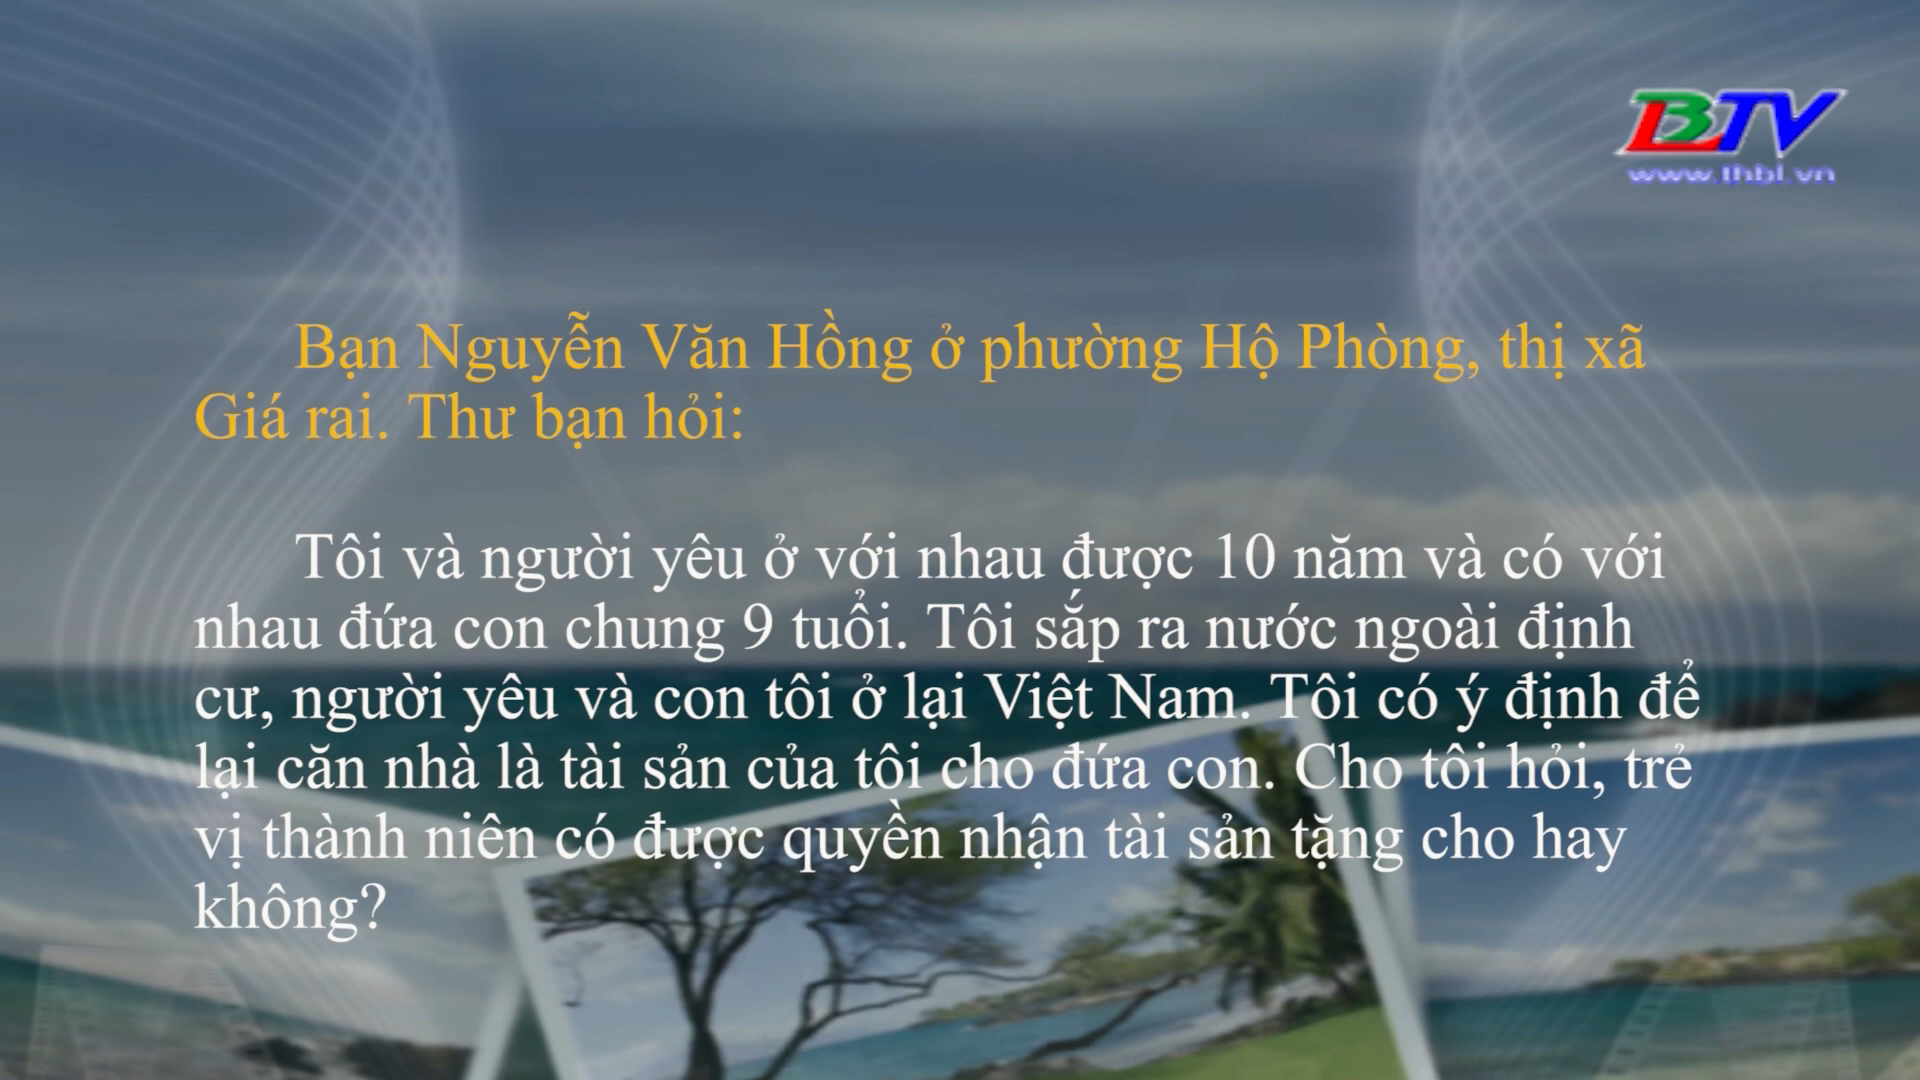 BTV
www.thbl.vn
Bạn Nguyễn Văn Hồng ở phường Hộ Phòng, thị xã
Giá rai. Thư bạn hỏi:
Tôi và người yêu ở với nhau được 10 năm và có với
nhau đứa con chung 9 tuổi. Tôi sắp ra nước ngoài định
cư, người yêu và con tôi ở lại Việt Nam. Tôi có ý định để
lại căn nhà là tài sản của tôi cho đứa con. Cho tôi hỏi, trẻ
vị thành niên có được quyền nhận tài sản tặng cho hay
không?